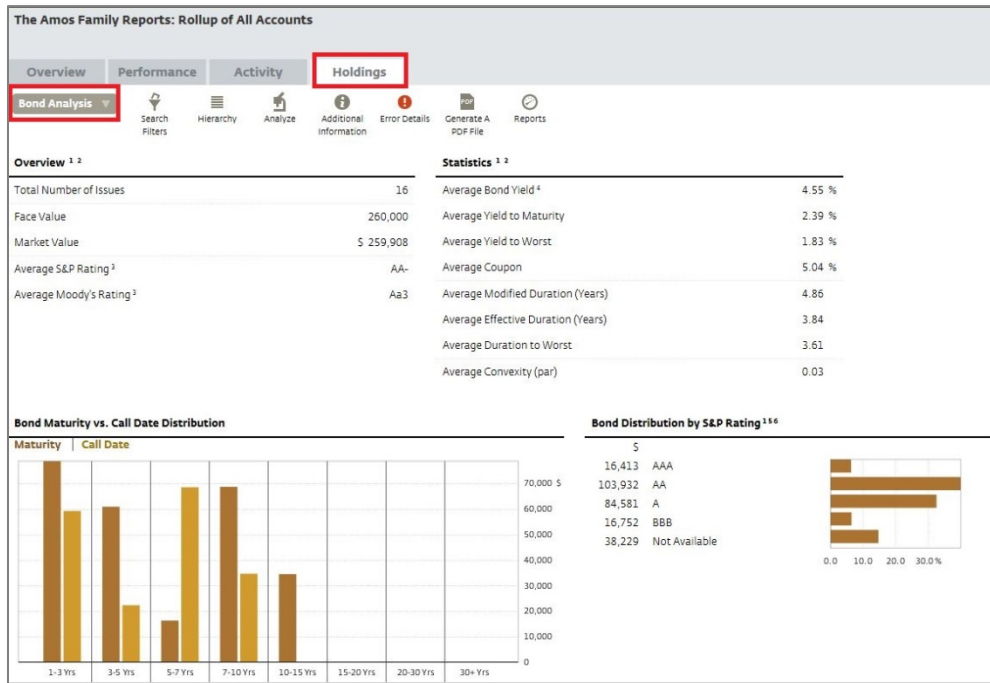 The Amos Family Reports: Rollup of All Accounts
Overview Performance Activity Holdings
Bond Analysis
Search Filters
Hierarchy
Analyze
Additional Information
Error Details
PDF
Generate A PDF File
Reports
Overview 1 2
Total Number of Issues 16
Face Value 260,000
Market Value $ 259,908
Average S&P Rating 3 AA-
Average Moody's Rating 3 Aa3
Statistics 1 2
Average Bond Yield 4 4.55 %
Average Yield to Maturity 2.39 %
Average Yield to Worst 1.83 %
Average Coupon 5.04 %
Average Modified Duration (Years) 4.86
Average Effective Duration (Years) 3.84
Average Duration to Worst 3.61
Average Convexity (par) 0.03
Bond Maturity vs. Call Date Distribution
Maturity | Call Date
70,000 $
60,000
50,000
40,000
30,000
20,000
10,000
0
1-3 Yrs 3-5 Yrs 5-7 Yrs 7-10 Yrs 10-15 Yrs 15-20 Yrs 20-30 Yrs 30+ Yrs
Bond Distribution by S&P Rating 1 5 6
$
16,413 AAA
103,932 AA
84,581 A
16,752 BBB
38,229 Not Available
0.0 10.0 20.0 30.0%